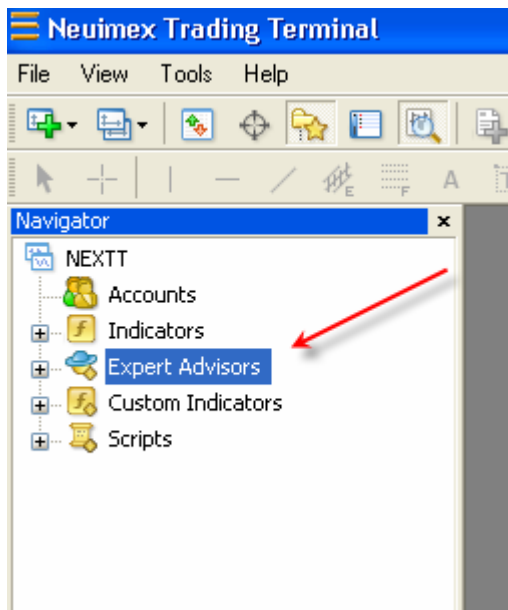 Neuimex Trading Terminal
File View Tools Help
E F A T
Navigator x
NEXTT
Accounts
Indicators
Expert Advisors
Custom Indicators
Scripts